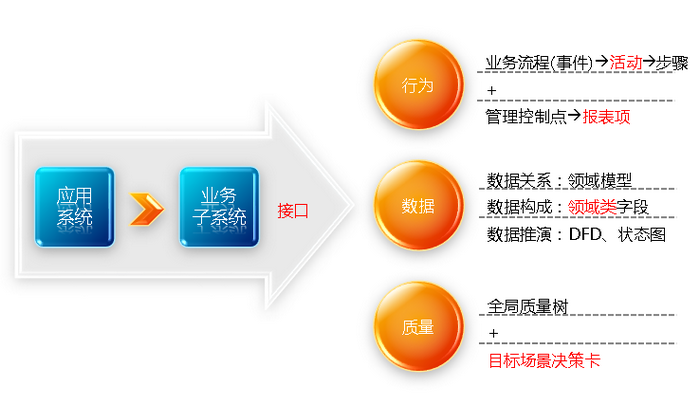 应用
系统
业务
子系统
接口
行为
业务流程(事件)→活动→步骤
+
管理控制点→报表项
数据
数据关系：领域模型
数据构成：领域类字段
数据推演：DFD、状态图
质量
全局质量树
+
目标场景决策卡